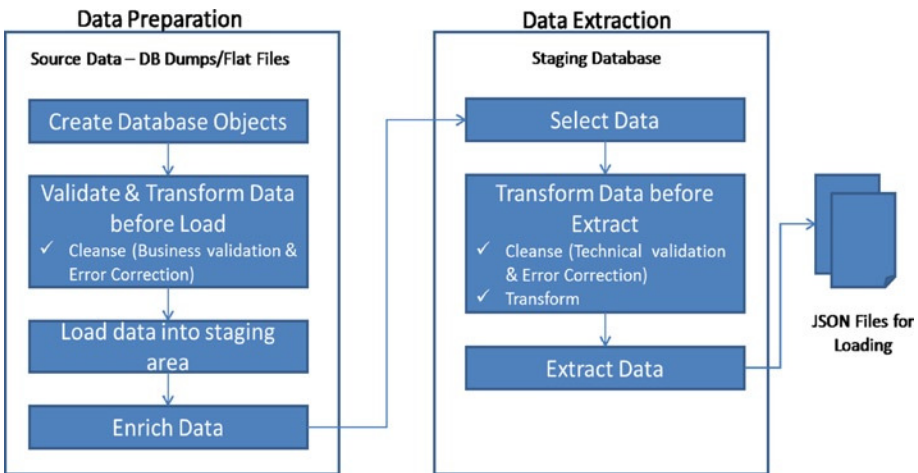 Data Preparation
Source Data – DB Dumps/Flat Files
Create Database Objects
Validate & Transform Data
before Load
✓ Cleanse (Business validation &
Error Correction)
Load data into staging
area
Enrich Data
Data Extraction
Staging Database
Select Data
Transform Data before
Extract
✓ Cleanse (Technical validation
& Error Correction)
✓ Transform
Extract Data
JSON Files for
Loading